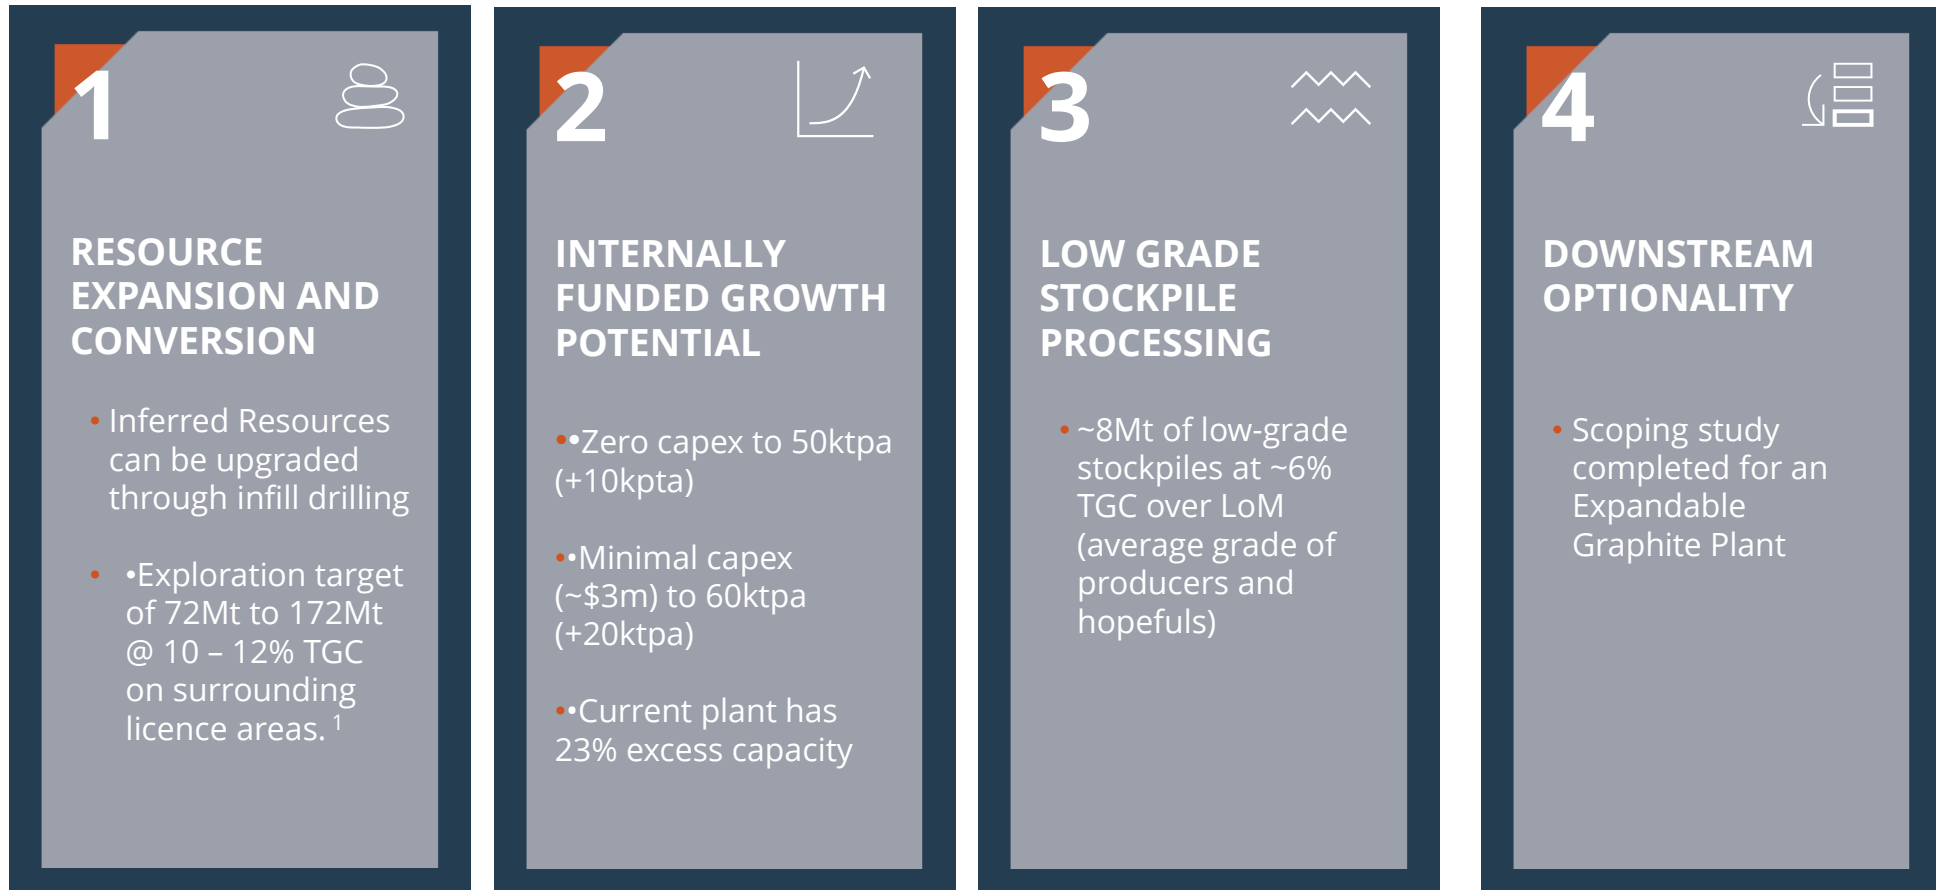 1
RESOURCE
EXPANSION AND
CONVERSION
• Inferred Resources
can be upgraded
through infill drilling
• •Exploration target
of 72Mt to 172Mt
@ 10 – 12% TGC
on surrounding
licence areas. 1
2
INTERNALLY
FUNDED GROWTH
POTENTIAL
••Zero capex to 50ktpa
(+10kpta)
••Minimal capex
(~$3m) to 60ktpa
(+20ktpa)
••Current plant has
23% excess capacity
3
LOW GRADE
STOCKPILE
PROCESSING
• ~8Mt of low-grade
stockpiles at ~6%
TGC over LoM
(average grade of
producers and
hopefuls)
4
DOWNSTREAM
OPTIONALITY
• Scoping study
completed for an
Expandable
Graphite Plant